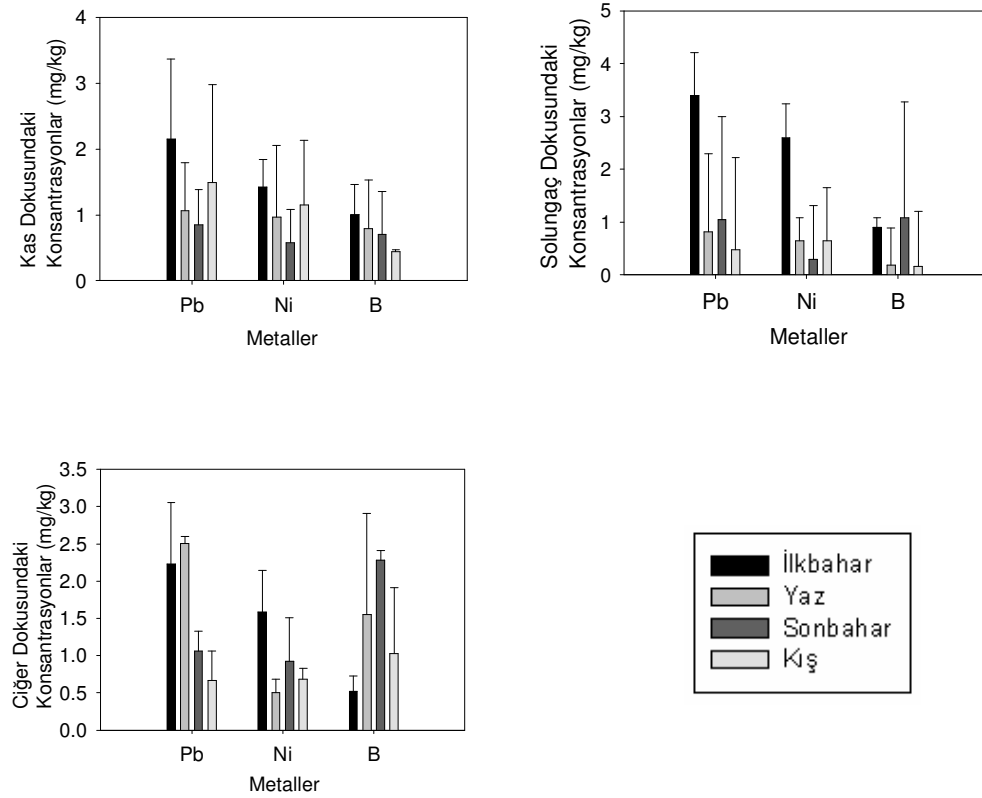 Kas Dokusundaki
Konsantrasyonlar (mg/kg)
4
3
2
1
0
Pb Ni B
Metaller
Solungaç Dokusundaki
Konsantrasyonlar (mg/kg)
5
4
3
2
1
0
Pb Ni B
Metaller
Ciğer Dokusundaki
Konsantrasyonlar (mg/kg)
3.5
3.0
2.5
2.0
1.5
1.0
0.5
0.0
Pb Ni B
Metaller
İlkbahar
Yaz
Sonbahar
Kış